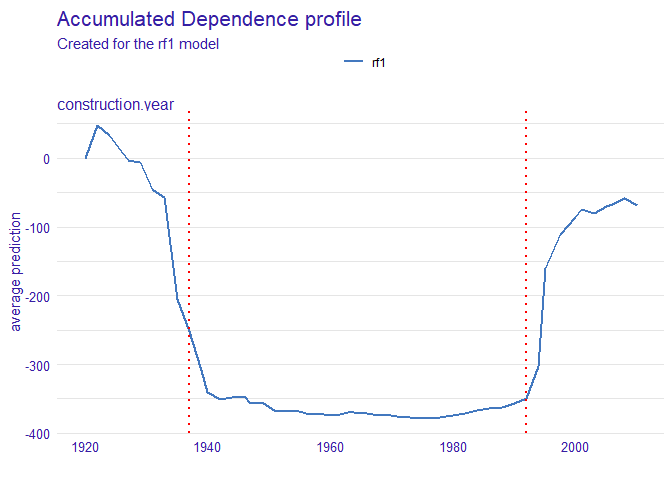 Accumulated Dependence profile
Created for the rf1 model
rf1
construction.year
average prediction
0
-100
-200
-300
-400
1920 1940 1960 1980 2000